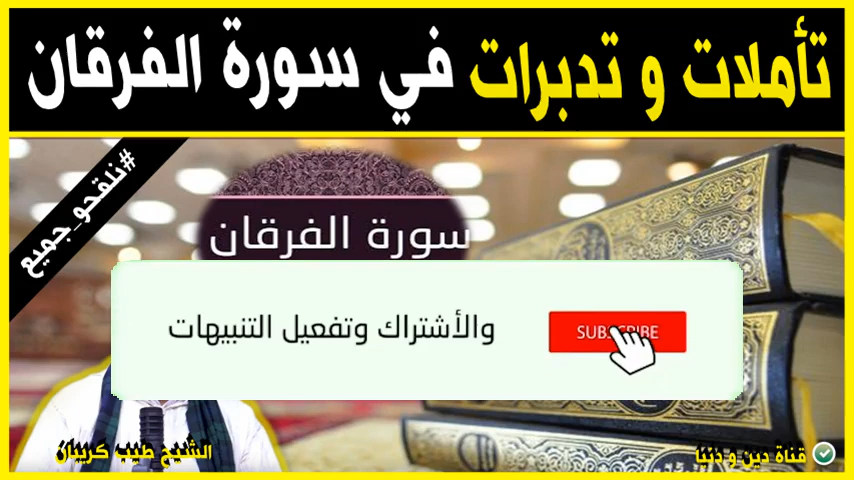 تأملات و تدبرات في سورة الفرقان
#نلقحو_جميع
سورة الفرقان
والأشتراك وتفعيل التنبيهات
SUBSCRIBE
الشيخ طيب كريبان
قناة دين و دنيا